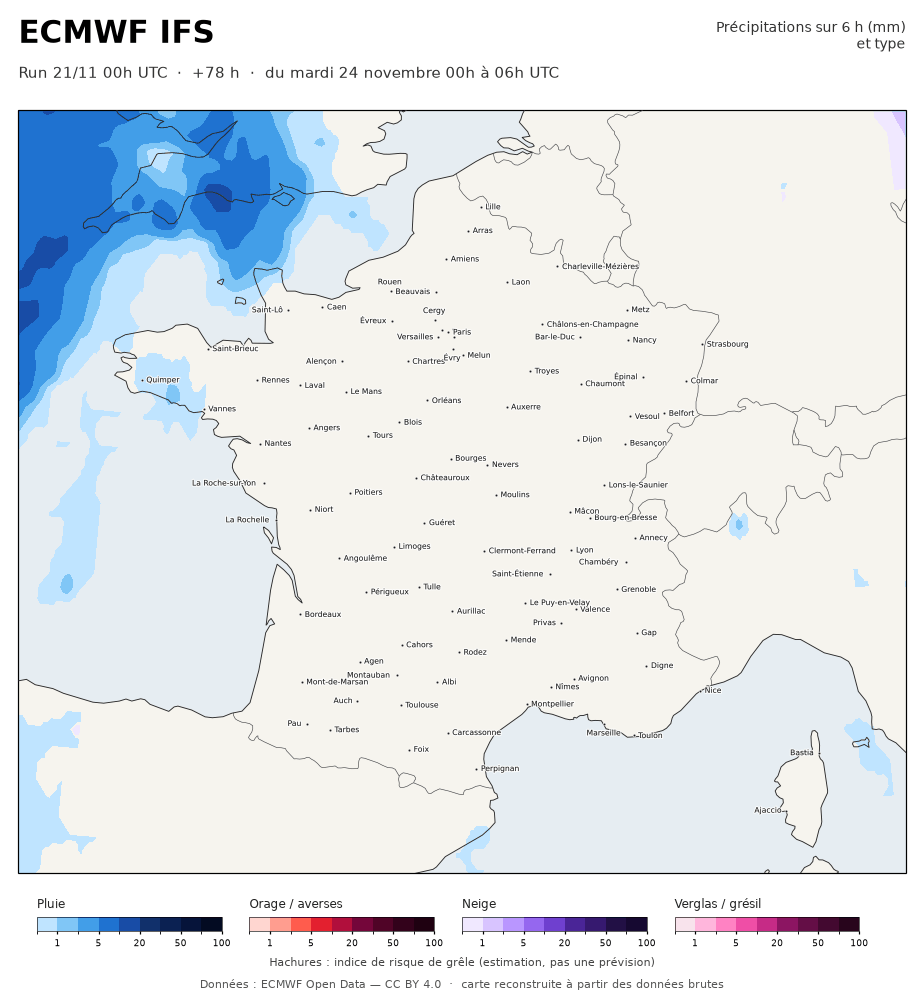 ECMWF IFS
Précipitations sur 6 h (mm)
et type
Run 21/11 00h UTC · +78 h · du mardi 24 novembre 00h à 06h UTC
Lille
Arras
Amiens
Charleville-Mézières
Rouen
Beauvais
Laon
Saint-Lô
Caen
Évreux
Cergy
Metz
Châlons-en-Champagne
Versailles
Paris
Bar-le-Duc
Nancy
Strasbourg
Saint-Brieuc
Alençon
Chartres
Évry
Melun
Quimper
Rennes
Laval
Le Mans
Troyes
Chaumont
Épinal
Colmar
Vannes
Orléans
Auxerre
Vesoul
Belfort
Angers
Blois
Tours
Nantes
Dijon
Besançon
Bourges
Nevers
La Roche-sur-Yon
Châteauroux
Lons-le-Saunier
Poitiers
Moulins
Niort
Mâcon
Bourg-en-Bresse
La Rochelle
Guéret
Annecy
Limoges
Clermont-Ferrand
Lyon
Angoulême
Chambéry
Saint-Étienne
Périgueux
Tulle
Grenoble
Bordeaux
Aurillac
Le Puy-en-Velay
Valence
Privas
Gap
Cahors
Mende
Rodez
Agen
Digne
Montauban
Mont-de-Marsan
Albi
Avignon
Nîmes
Nice
Auch
Toulouse
Montpellier
Pau
Tarbes
Carcassonne
Marseille
Toulon
Foix
Bastia
Perpignan
Ajaccio
Pluie
1 5 20 50 100
Orage / averses
1 5 20 50 100
Neige
1 5 20 50 100
Verglas / grésil
1 5 20 50 100
Hachures : indice de risque de grêle (estimation, pas une prévision)
Données : ECMWF Open Data — CC BY 4.0 · carte reconstruite à partir des données brutes